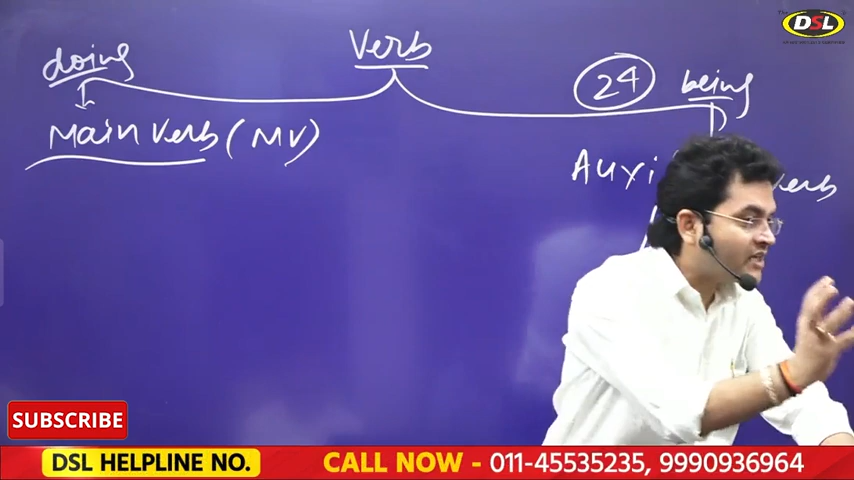 DSL
Verb
doing
24 being
Main Verb (MV)
Auxi verb
SUBSCRIBE
DSL HELPLINE NO. CALL NOW - 011-45535235, 9990936964